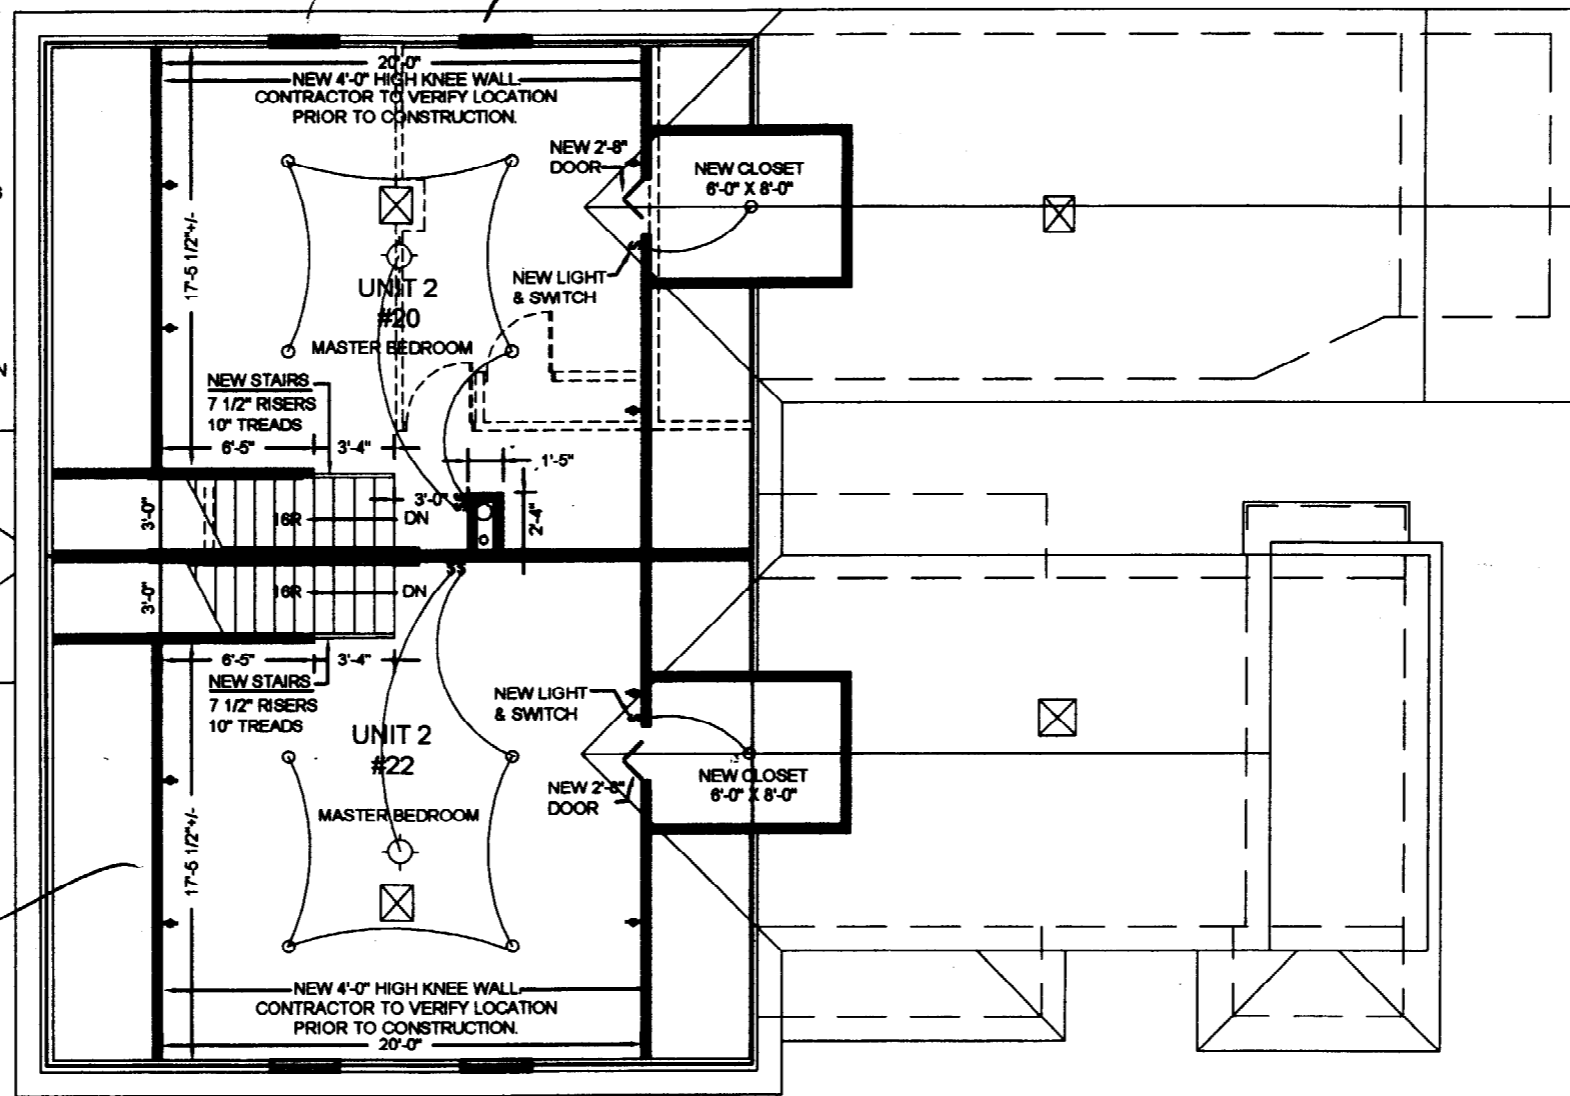 20'-0"
NEW 4'-0" HIGH KNEE WALL
CONTRACTOR TO VERIFY LOCATION
PRIOR TO CONSTRUCTION.
NEW 2'-8"
DOOR
NEW CLOSET
6'-0" X 8'-0"
17'-5 1/2"+/-
NEW LIGHT
& SWITCH
UNIT 2
#20
MASTER BEDROOM
NEW STAIRS
7 1/2" RISERS
10" TREADS
6'-5"
3'-4"
1'-5"
3'-0"
3'-0"
2'-4"
16R
DN
3'-0"
16R
DN
SS
6'-5"
3'-4"
NEW STAIRS
7 1/2" RISERS
10" TREADS
NEW LIGHT
& SWITCH
UNIT 2
#22
NEW 2'-8"
DOOR
NEW CLOSET
6'-0" X 8'-0"
MASTER BEDROOM
17'-5 1/2"+/-
NEW 4'-0" HIGH KNEE WALL
CONTRACTOR TO VERIFY LOCATION
PRIOR TO CONSTRUCTION.
20'-0"